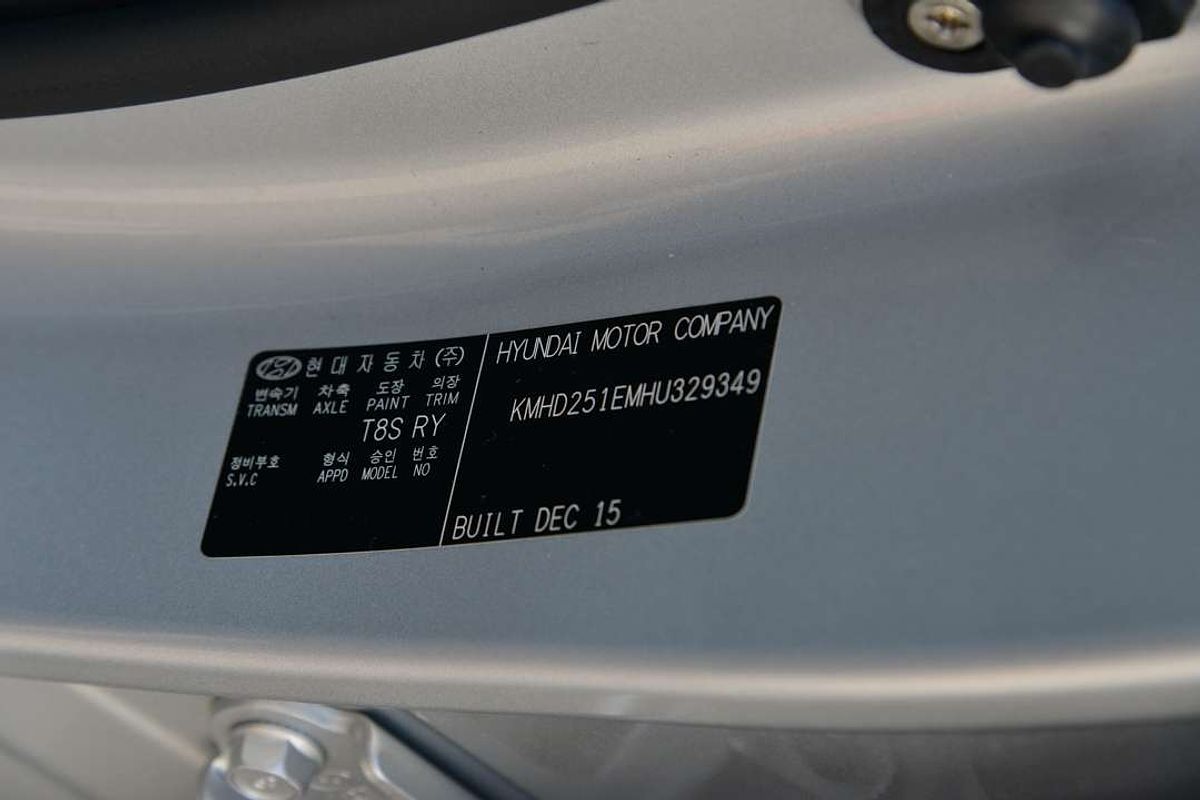 현대자동차(주)
변속기 차축 도장 의장
TRANSM AXLE PAINT TRIM
T8S RY
정비부호 형식 승인 번호
S.V.C APPD MODEL NO
HYUNDAI MOTOR COMPANY
KMHD251EMHU329349
BUILT DEC 15